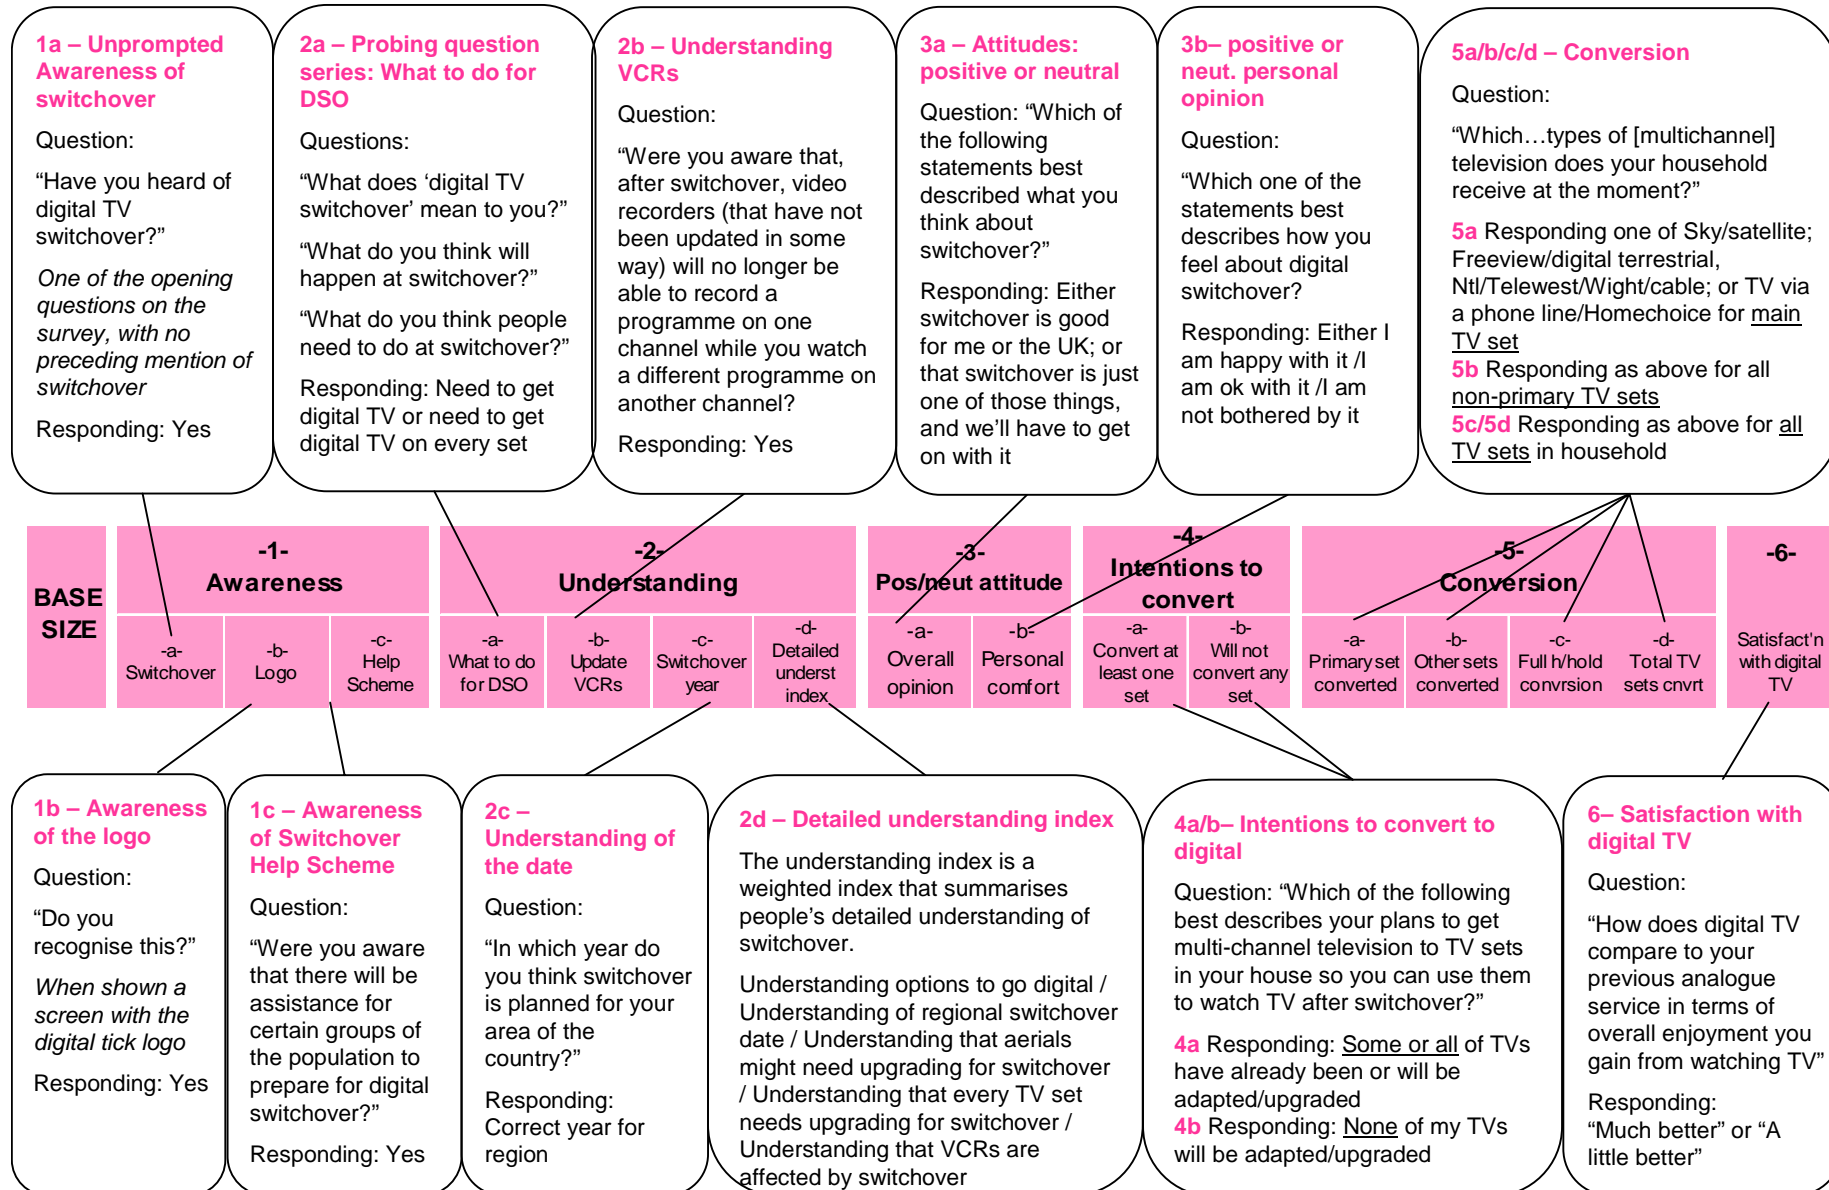 1a – Unprompted
Awareness of
switchover
Question:
“Have you heard of
digital TV
switchover?”
One of the opening
questions on the
survey, with no
preceding mention of
switchover
Responding: Yes
2a – Probing question
series: What to do for
DSO
Questions:
“What does ‘digital TV
switchover’ mean to you?”
“What do you think will
happen at switchover?”
“What do you think people
need to do at switchover?”
Responding: Need to get
digital TV or need to get
digital TV on every set
2b – Understanding
VCRs
Question:
“Were you aware that,
after switchover, video
recorders (that have not
been updated in some
way) will no longer be
able to record a
programme on one
channel while you watch
a different programme on
another channel?
Responding: Yes
3a – Attitudes:
positive or neutral
Question: “Which of
the following
statements best
described what you
think about
switchover?”
Responding: Either
switchover is good
for me or the UK; or
that switchover is just
one of those things,
and we’ll have to get
on with it
3b– positive or
neut. personal
opinion
Question:
“Which one of the
statements best
describes how you
feel about digital
switchover?
Responding: Either I
am happy with it /I
am ok with it /I am
not bothered by it
5a/b/c/d – Conversion
Question:
“Which…types of [multichannel]
television does your household
receive at the moment?”
5a Responding one of Sky/satellite;
Freeview/digital terrestrial,
Ntl/Telewest/Wight/cable; or TV via
a phone line/Homechoice for main
TV set
5b Responding as above for all
non-primary TV sets
5c/5d Responding as above for all
TV sets in household
BASE
SIZE
-1-
Awareness
-a-
Switchover
-b-
Logo
-c-
Help
Scheme
-2-
Understanding
-a-
What to do
for DSO
-b-
Update
VCRs
-c-
Switchover
year
-d-
Detailed
underst
index
-3-
Pos/neut attitude
-a-
Overall
opinion
-b-
Personal
comfort
-4-
Intentions to
convert
-a-
Convert at
least one
set
-b-
Will not
convert any
set
-5-
Conversion
-a-
Primary set
converted
-b-
Other sets
converted
-c-
Full h/hold
convrsion
-d-
Total TV
sets cnvrt
-6-
Satisfact'n
with digital
TV
1b – Awareness
of the logo
Question:
“Do you
recognise this?”
When shown a
screen with the
digital tick logo
Responding: Yes
1c – Awareness
of Switchover
Help Scheme
Question:
“Were you aware
that there will be
assistance for
certain groups of
the population to
prepare for digital
switchover?”
Responding: Yes
2c –
Understanding of
the date
Question:
“In which year do
you think switchover
is planned for your
area of the
country?”
Responding:
Correct year for
region
2d – Detailed understanding index
The understanding index is a
weighted index that summarises
people’s detailed understanding of
switchover.
Understanding options to go digital /
Understanding of regional switchover
date / Understanding that aerials
might need upgrading for switchover
/ Understanding that every TV set
needs upgrading for switchover /
Understanding that VCRs are
affected by switchover
4a/b– Intentions to convert to
digital
Question: “Which of the following
best describes your plans to get
multi-channel television to TV sets
in your house so you can use them
to watch TV after switchover?”
4a Responding: Some or all of TVs
have already been or will be
adapted/upgraded
4b Responding: None of my TVs
will be adapted/upgraded
6– Satisfaction with
digital TV
Question:
“How does digital TV
compare to your
previous analogue
service in terms of
overall enjoyment you
gain from watching TV”
Responding:
“Much better” or “A
little better”